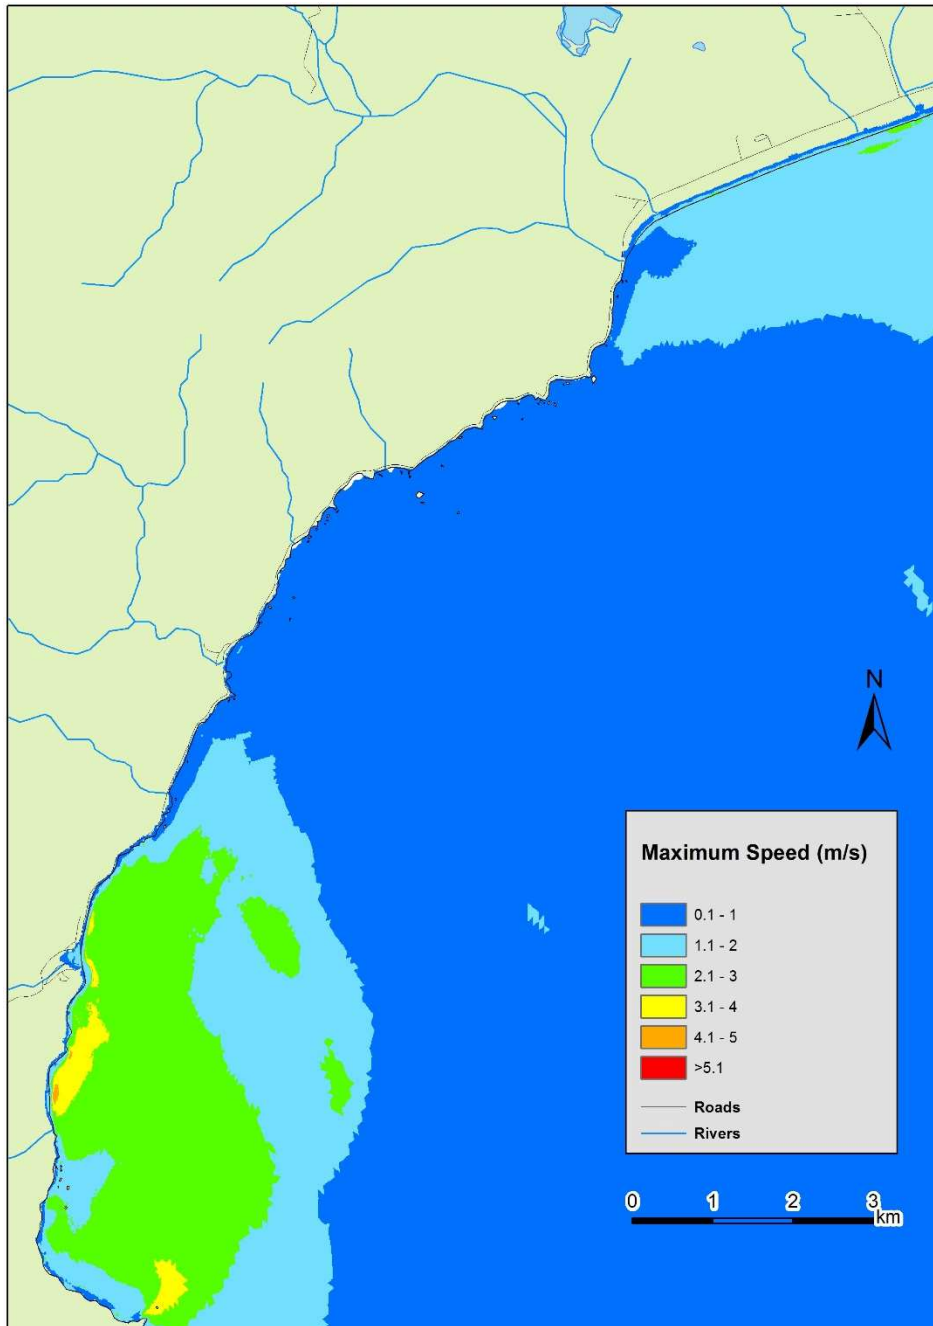 N
Maximum Speed (m/s)
0.1 - 1
1.1 - 2
2.1 - 3
3.1 - 4
4.1 - 5
>5.1
Roads
Rivers
0 1 2 3
km